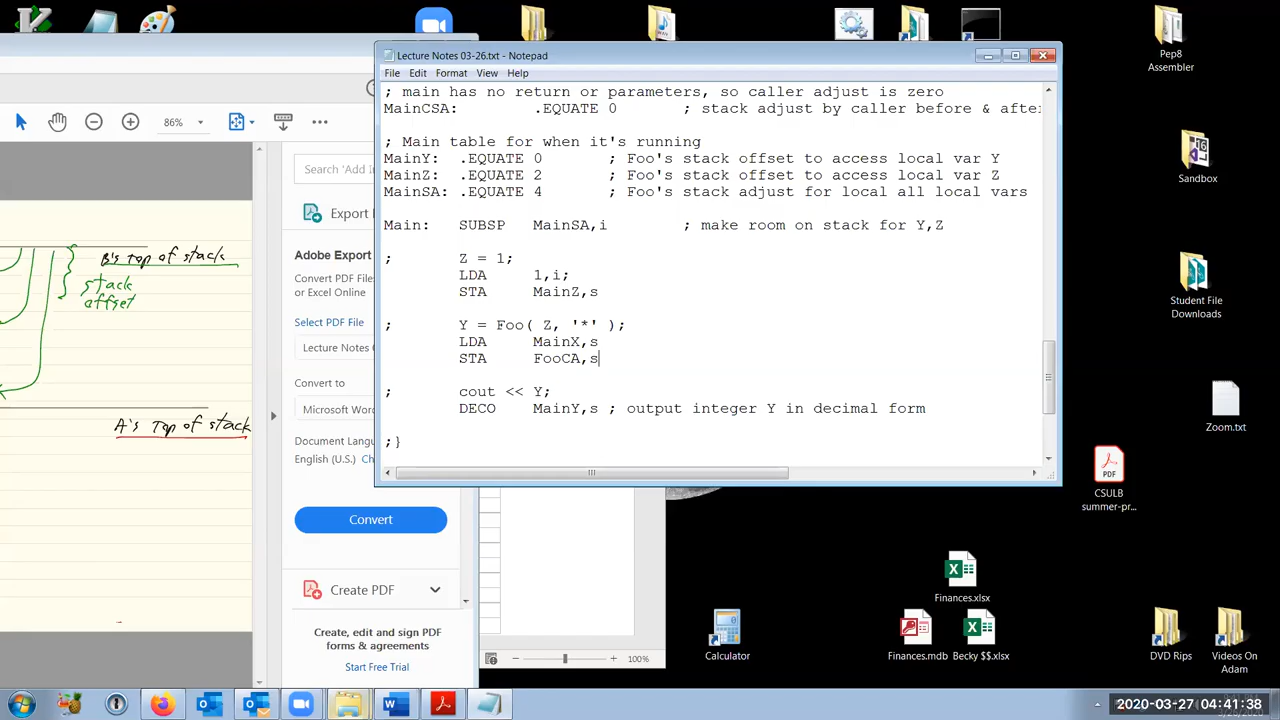 Lecture Notes 03-26.txt - Notepad
File Edit Format View Help
; main has no return or parameters, so caller adjust is zero
MainCSA: .EQUATE 0 ; stack adjust by caller before & after
; Main table for when it's running
MainY: .EQUATE 0 ; Foo's stack offset to access local var Y
MainZ: .EQUATE 2 ; Foo's stack offset to access local var Z
MainSA: .EQUATE 4 ; Foo's stack adjust for local all local vars
Main: SUBSP MainSA,i ; make room on stack for Y,Z
; Z = 1;
LDA 1,i;
STA MainZ,s
; Y = Foo( Z, '*' );
LDA MainX,s
STA FooCA,s
; cout << Y;
DECO MainY,s ; output integer Y in decimal form
;}
86%
Search 'Add
Export
Adobe Export
Convert PDF Files
or Excel Online
Select PDF File
Lecture Notes
Convert to
Microsoft Word
Document Langu
English (U.S.) Ch
Convert
Create PDF
Create, edit and sign PDF
forms & agreements
Start Free Trial
B's top of stack
stack
offset
A's Top of stack
100%
Pep8
Assembler
Sandbox
Student File
Downloads
Zoom.txt
PDF
CSULB
summer-pr...
Finances.xlsx
Calculator
Finances.mdb
Becky $$.xlsx
DVD Rips
Videos On
Adam
2020-03-27 04:41:38